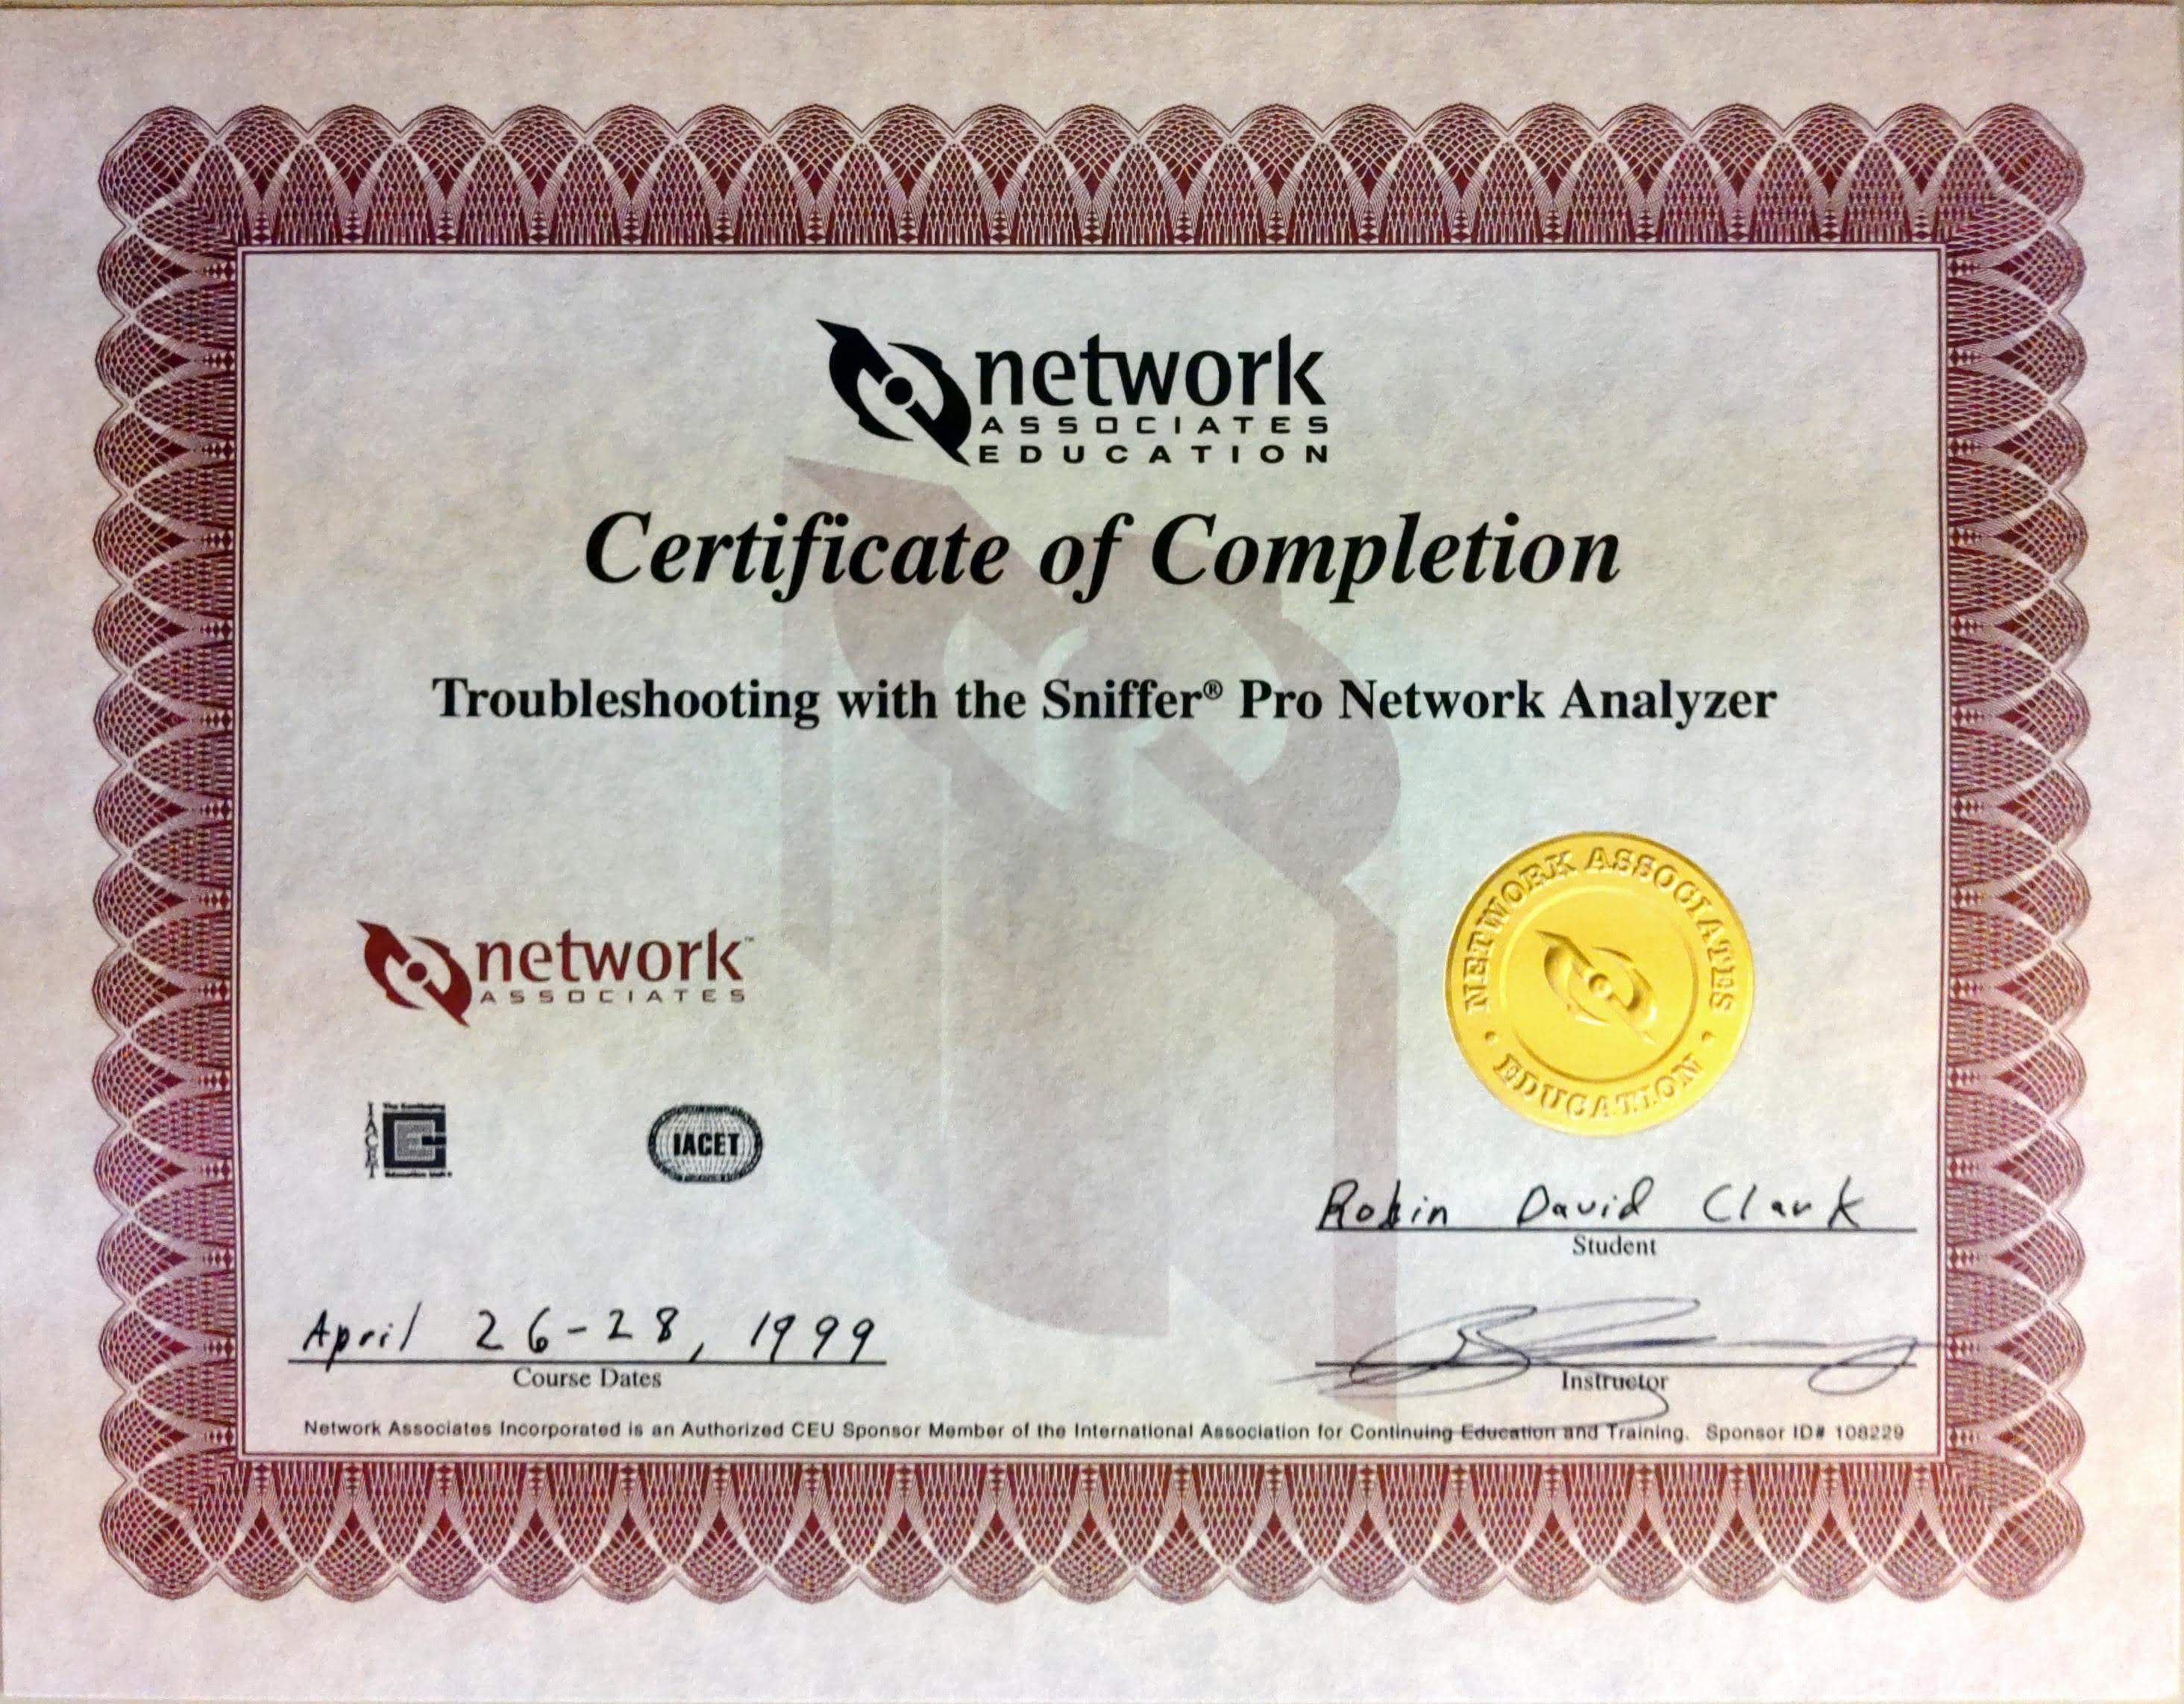 network
ASSOCIATES
EDUCATION
Certificate of Completion
Troubleshooting with the Sniffer® Pro Network Analyzer
network™
ASSOCIATES
NETWORK ASSOCIATES
• EDUCATION •
IACET
IACET
Robin David Clark
Student
April 26-28, 1999
Course Dates
Instructor
Network Associates Incorporated is an Authorized CEU Sponsor Member of the International Association for Continuing Education and Training. Sponsor ID# 108229